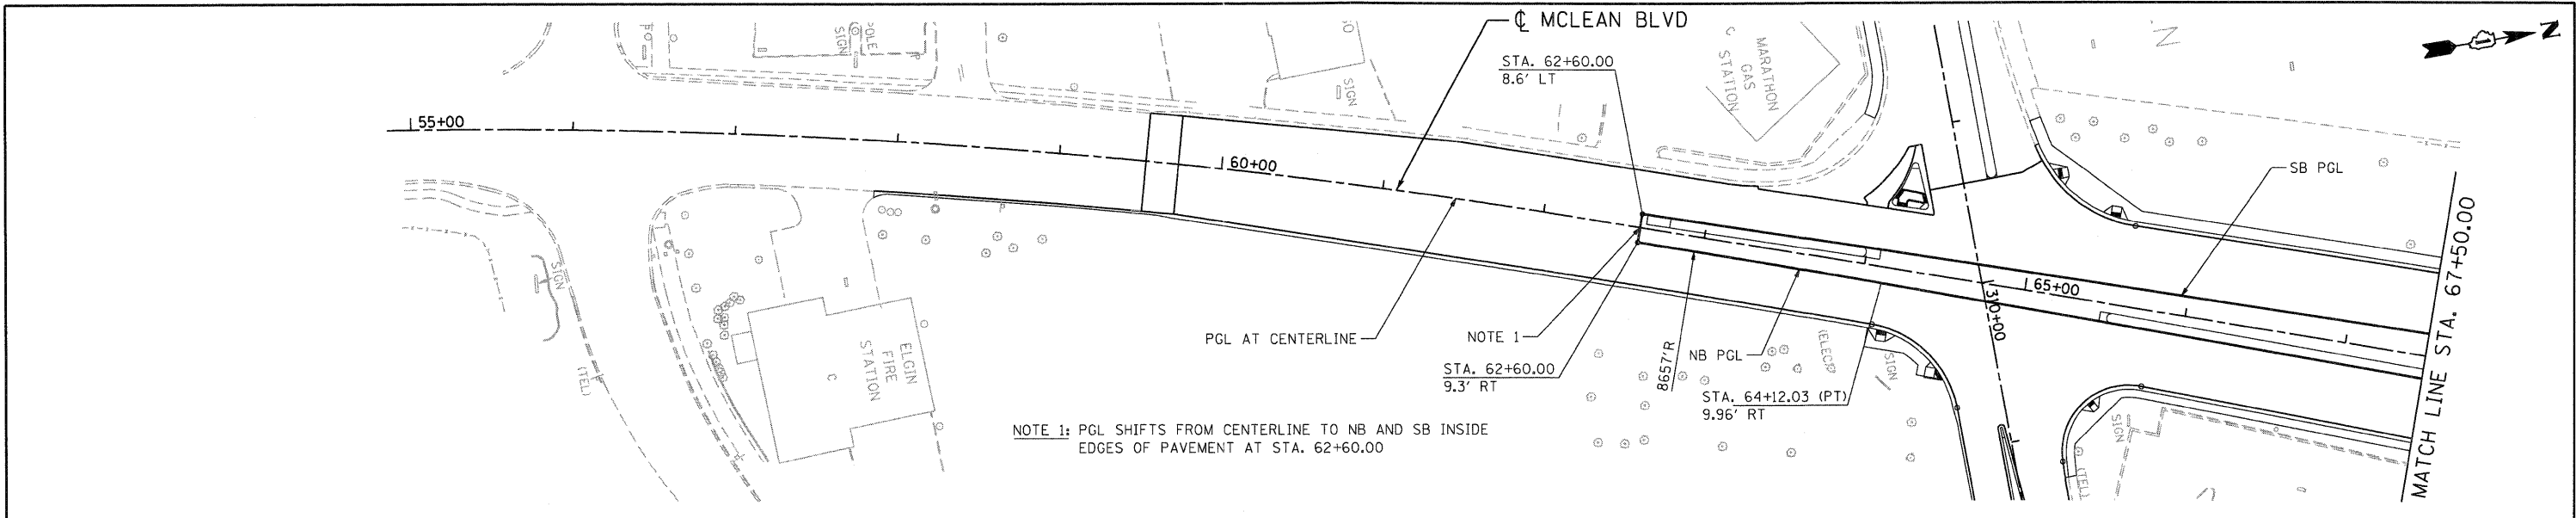 ℄ MCLEAN BLVD
STA. 62+60.00
8.6' LT
POLE
SIGN
P
P
SIGN
MARATHON
GAS
STATION
C
N
55+00
60+00
65+00
310+00
SB PGL
MATCH LINE STA. 67+50.00
P
SIGN
(TEL)
ELGIN
FIRE
STATION
C
PGL AT CENTERLINE
NOTE 1
STA. 62+60.00
9.3' RT
8657'R
NB PGL
STA. 64+12.03 (PT)
9.96' RT
(ELEC)
SIGN
SIGN
(TEL)
NOTE 1: PGL SHIFTS FROM CENTERLINE TO NB AND SB INSIDE
EDGES OF PAVEMENT AT STA. 62+60.00